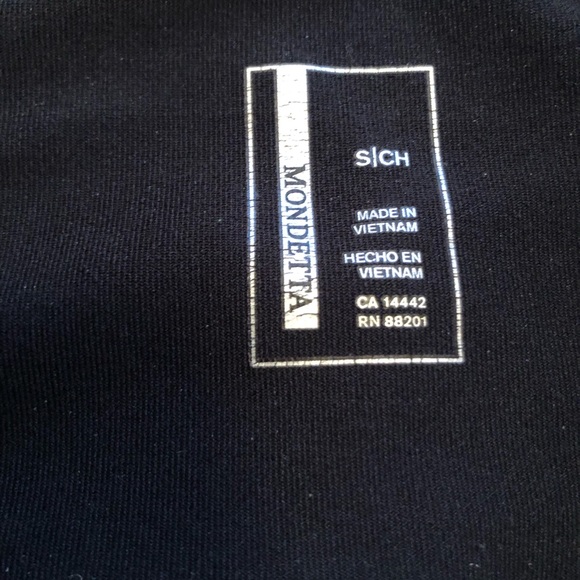 MONDETTA
S|CH
MADE IN
VIETNAM
HECHO EN
VIETNAM
CA 14442
RN 88201